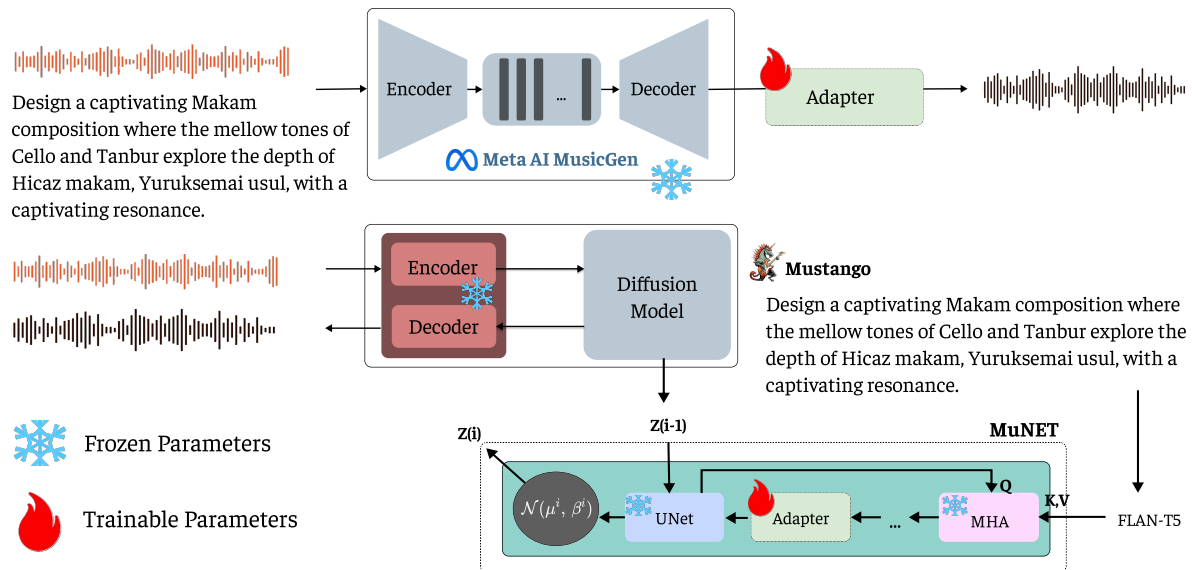 Encoder
...
Decoder
Adapter
Meta AI MusicGen
Design a captivating Makam
composition where the mellow tones of
Cello and Tanbur explore the depth of
Hicaz makam, Yuruksemai usul, with a
captivating resonance.
Encoder
Decoder
Diffusion
Model
Mustango
Design a captivating Makam composition where
the mellow tones of Cello and Tanbur explore the
depth of Hicaz makam, Yuruksemai usul, with a
captivating resonance.
Frozen Parameters
Trainable Parameters
Z(i)
Z(i-1)
MuNET
𝒩(μⁱ, βⁱ)
UNet
Adapter
...
MHA
Q
K,V
FLAN-T5